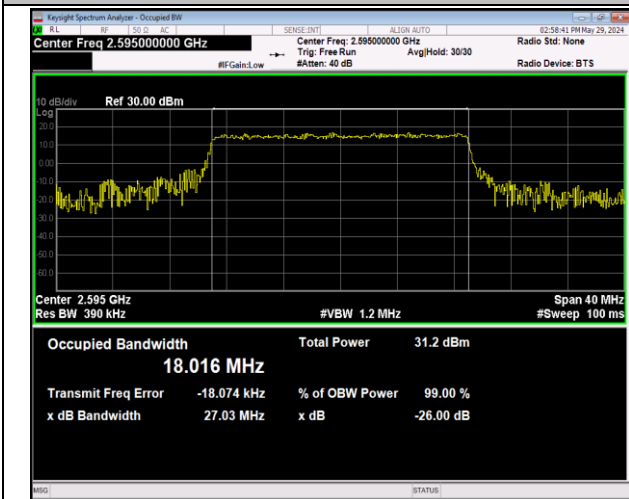 Keysight Spectrum Analyzer - Occupied BW
RL RF 50 Ω AC SENSE:INT ALIGN AUTO 02:58:41 PM May 29, 2024
Center Freq 2.595000000 GHz Center Freq: 2.595000000 GHz Radio Std: None
Trig: Free Run Avg|Hold: 30/30
#IFGain:Low #Atten: 40 dB Radio Device: BTS
10 dB/div Ref 30.00 dBm
Log
20.0
10.0
0.00
-10.0
-20.0
-30.0
-40.0
-50.0
-60.0
Center 2.595 GHz Span 40 MHz
Res BW 390 kHz #VBW 1.2 MHz #Sweep 100 ms
Occupied Bandwidth Total Power 31.2 dBm
18.016 MHz
Transmit Freq Error -18.074 kHz % of OBW Power 99.00 %
x dB Bandwidth 27.03 MHz x dB -26.00 dB
MSG STATUS